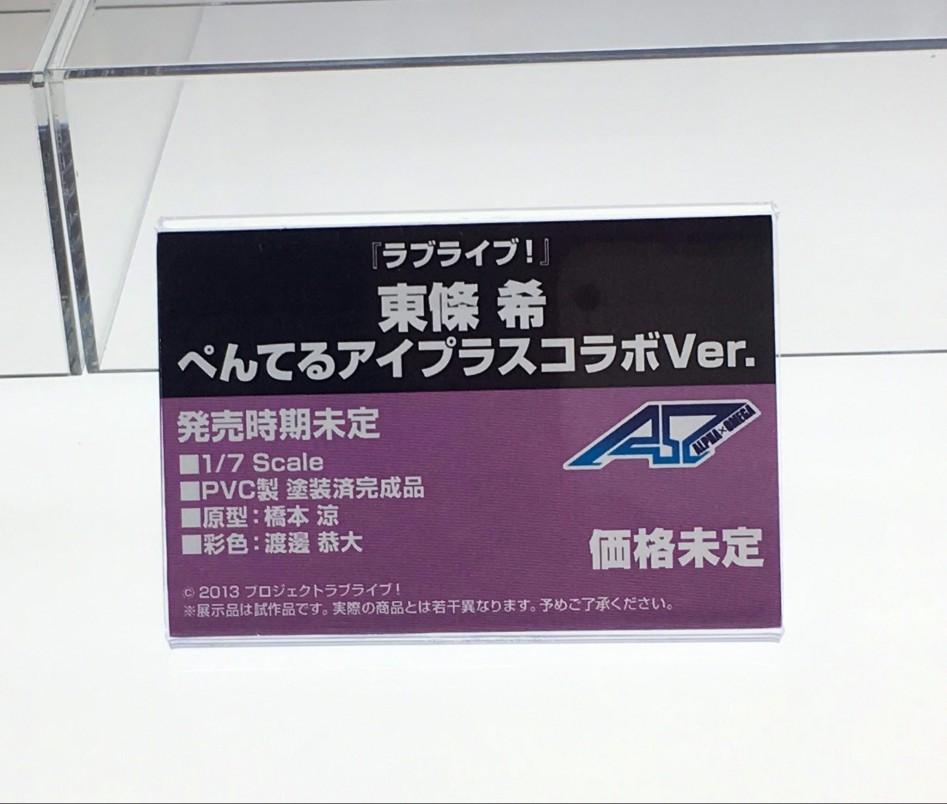 『ラブライブ！』
東條 希
ぺんてるアイプラスコラボVer.
発売時期未定
ALPHA×OMEGA
■1/7 Scale
■PVC製 塗装済完成品
■原型：橋本 涼
■彩色：渡邊 恭大
価格未定
© 2013 プロジェクトラブライブ！
※展示品は試作品です。実際の商品とは若干異なります。予めご了承ください。